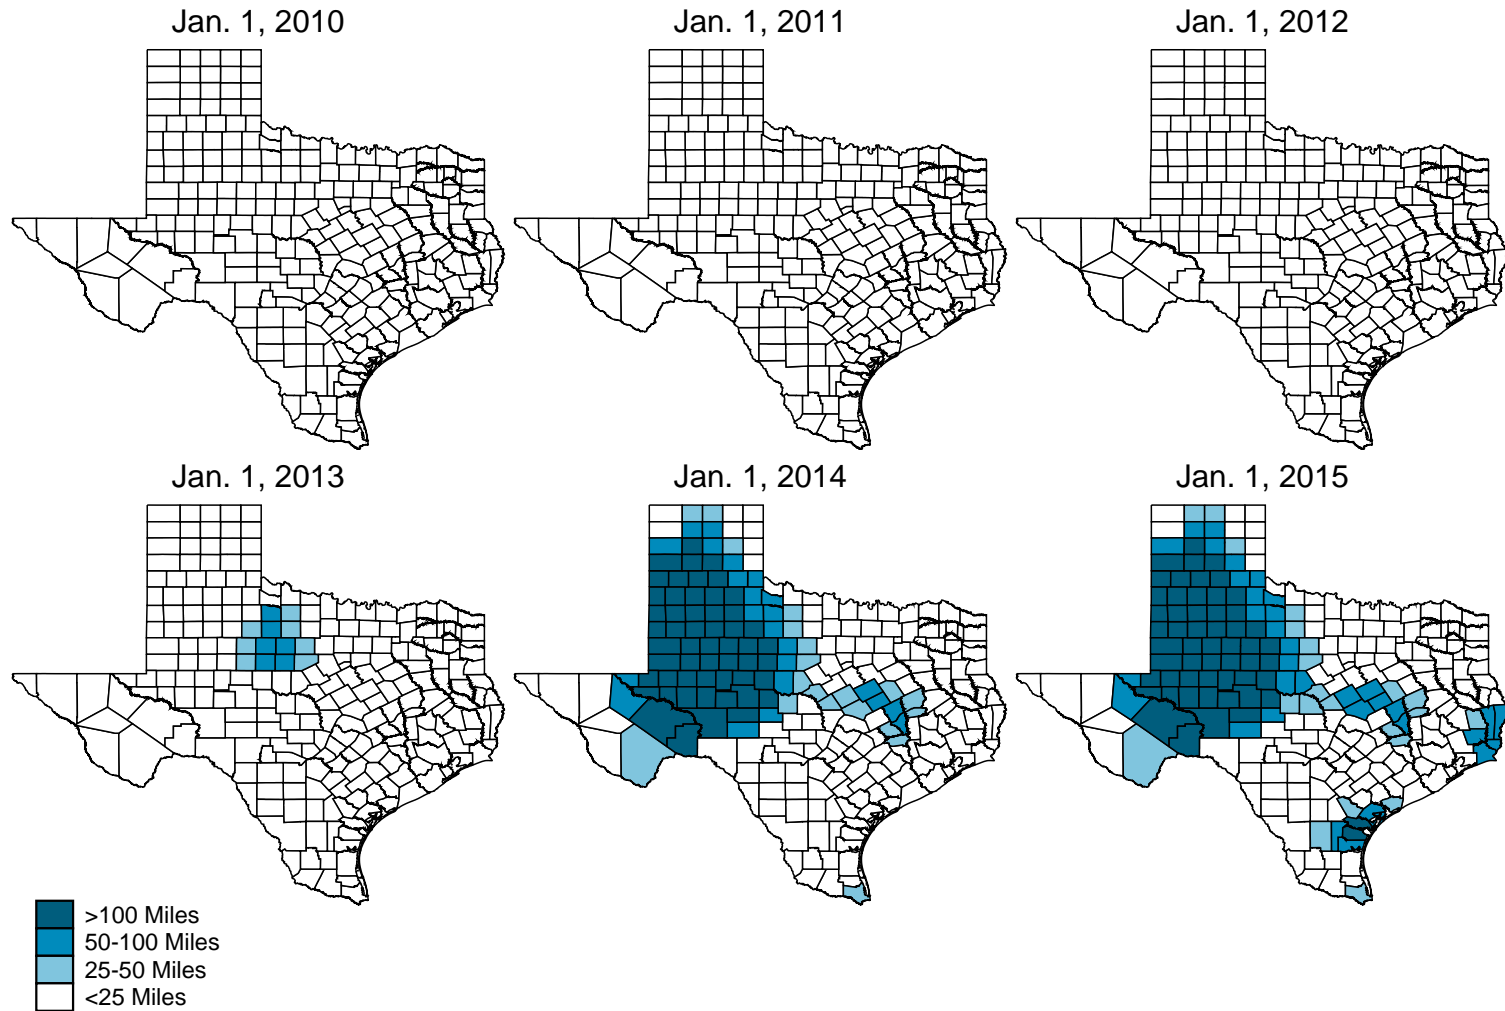 Jan. 1, 2010
Jan. 1, 2011
Jan. 1, 2012
Jan. 1, 2013
Jan. 1, 2014
Jan. 1, 2015
>100 Miles
50-100 Miles
25-50 Miles
<25 Miles